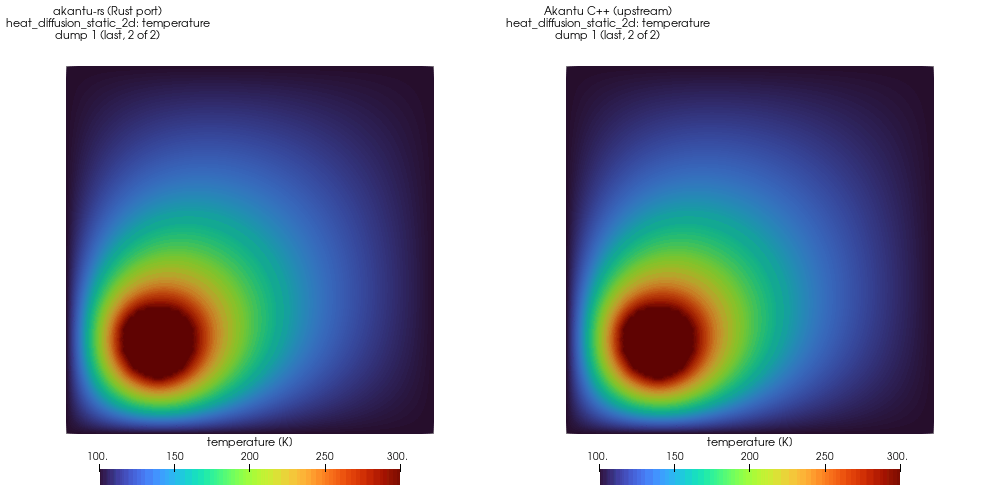 akantu-rs (Rust port)
heat_diffusion_static_2d: temperature
dump 1 (last, 2 of 2)
Akantu C++ (upstream)
heat_diffusion_static_2d: temperature
dump 1 (last, 2 of 2)
temperature (K)
100. 150 200 250 300.
temperature (K)
100. 150 200 250 300.